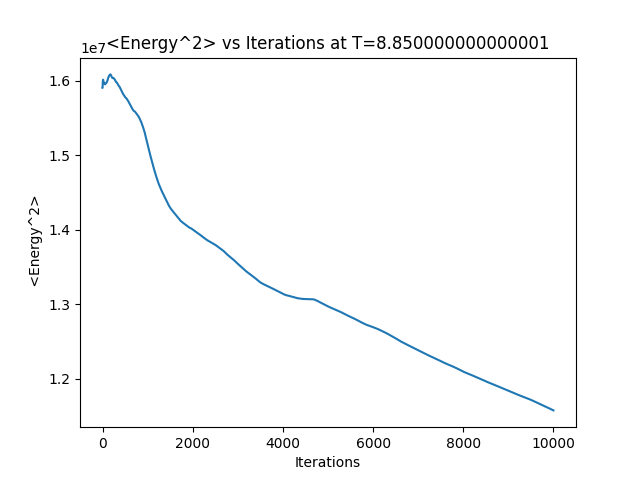 1e7
<Energy^2> vs Iterations at T=8.850000000000001
1.6
1.5
1.4
1.3
1.2
<Energy^2>
0 2000 4000 6000 8000 10000
Iterations